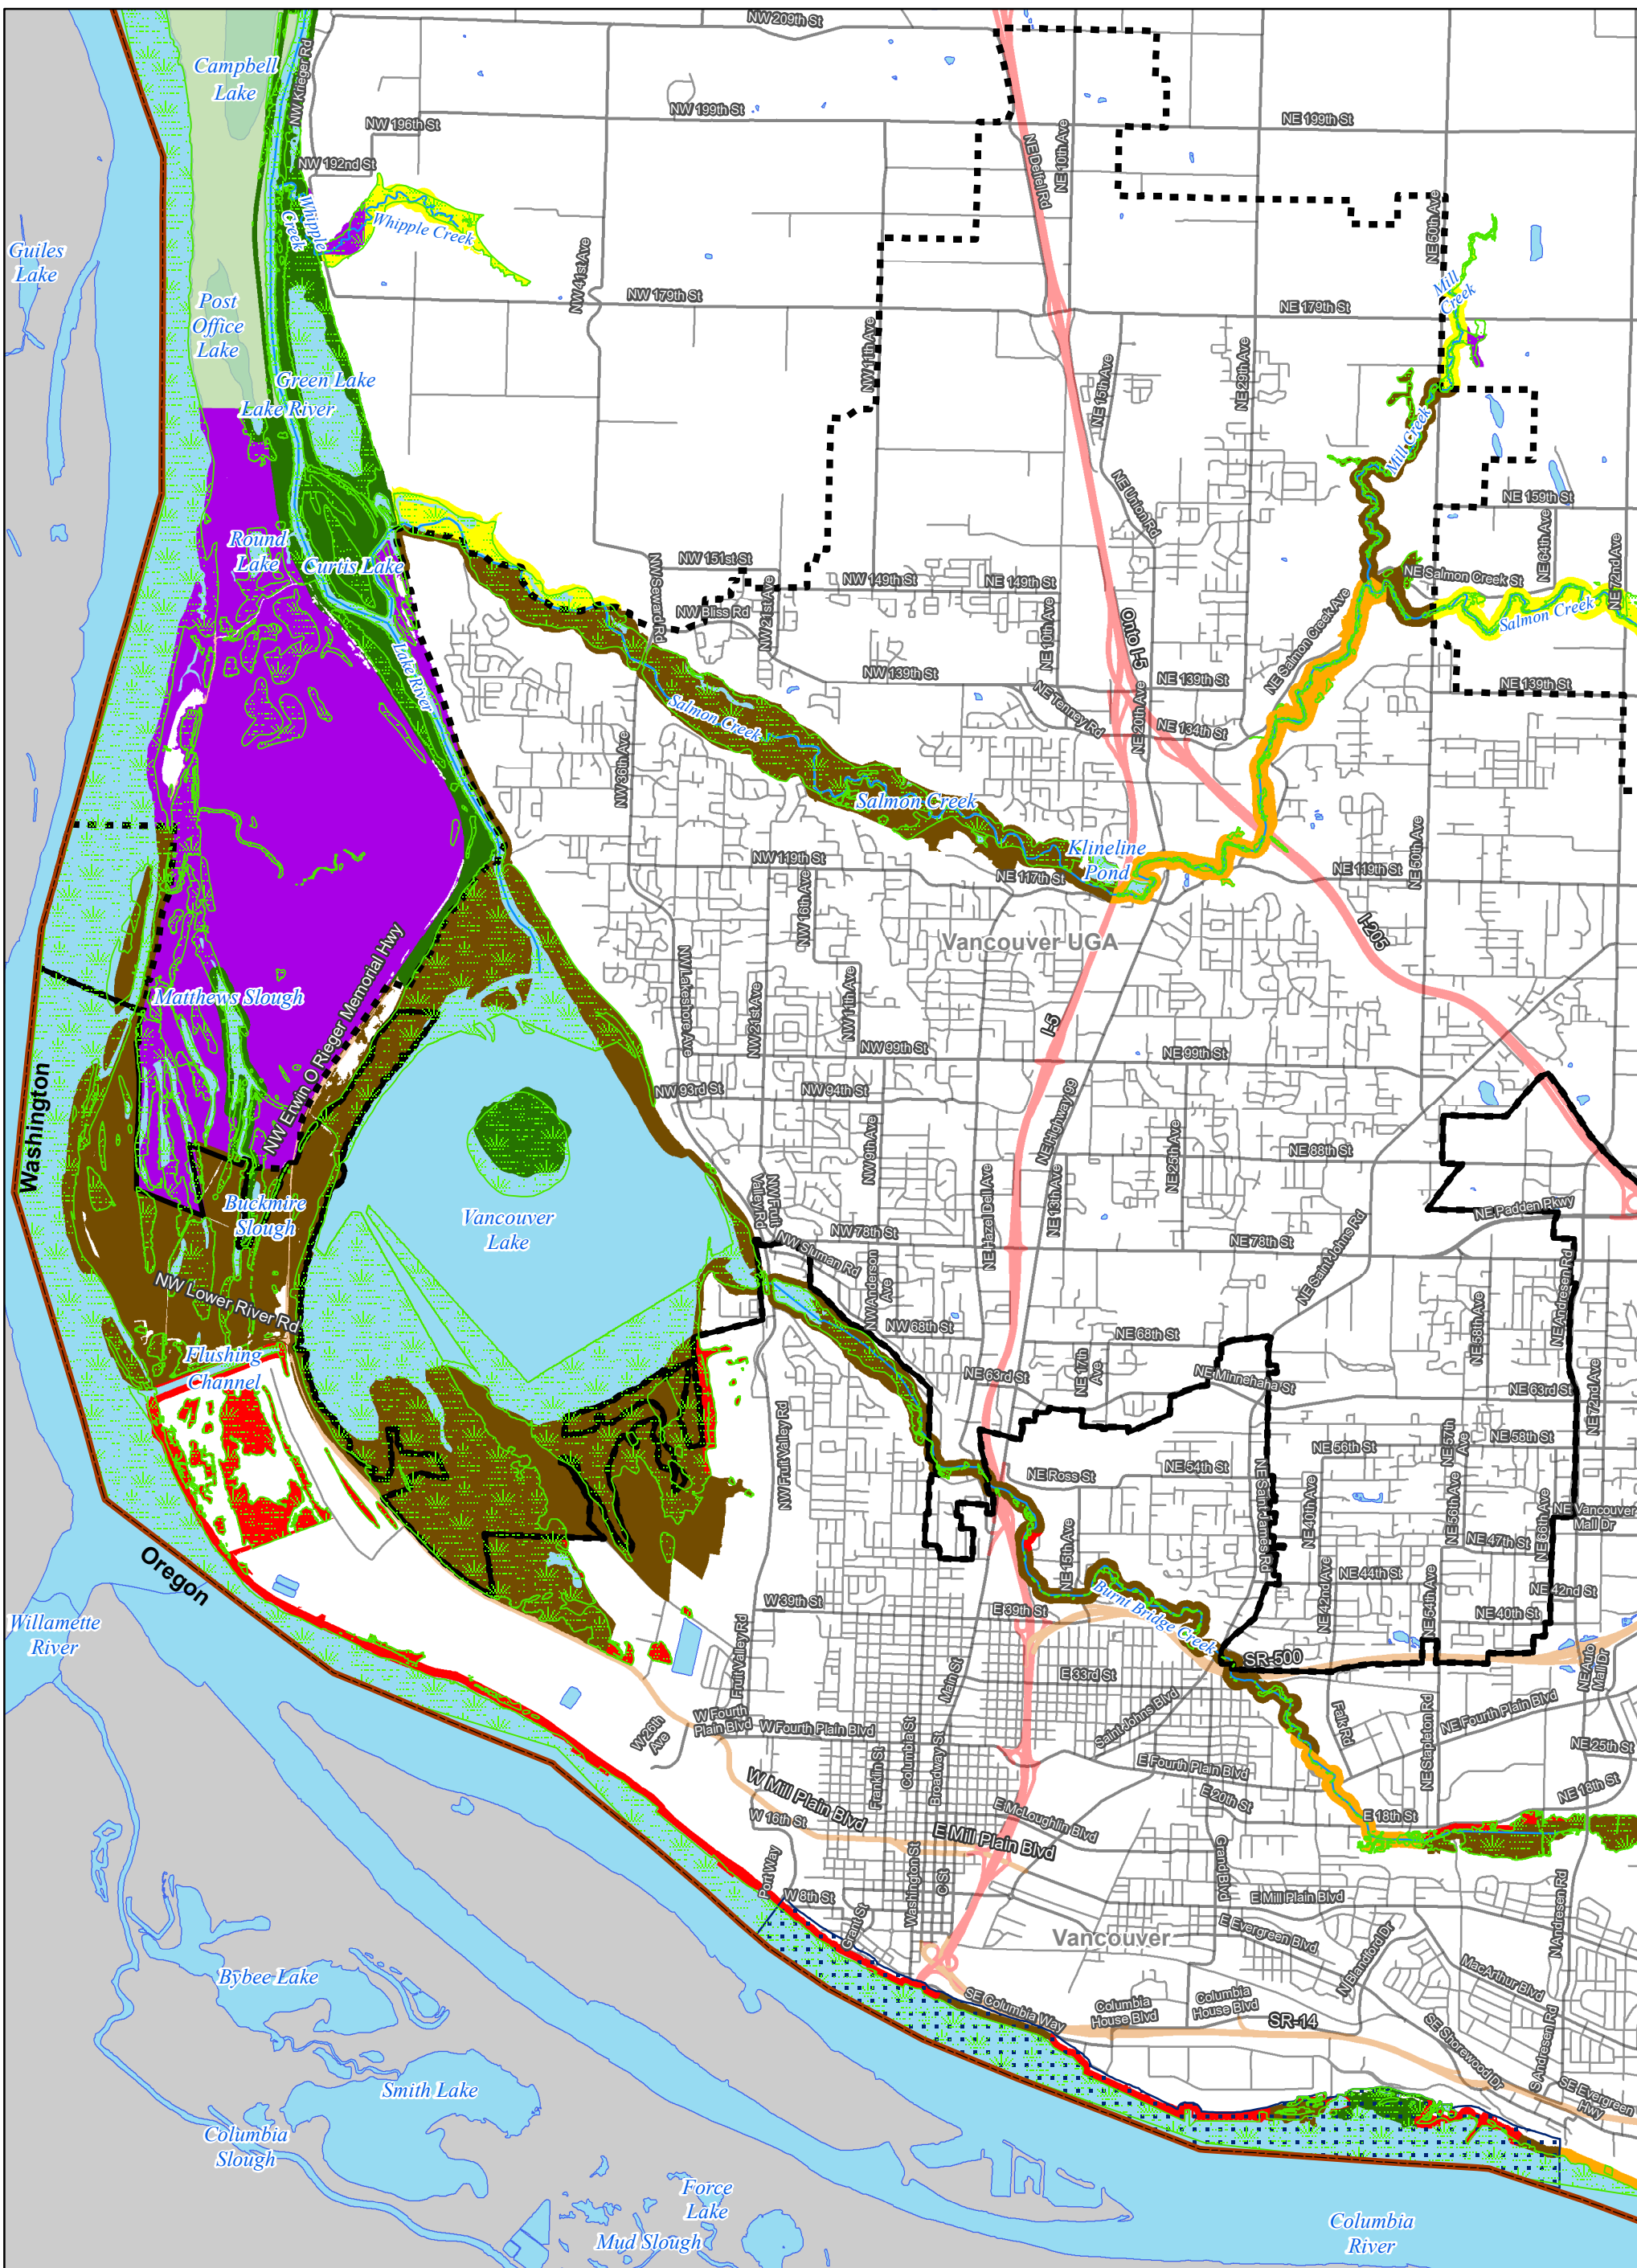 NW 209th St
Campbell
Lake
NW Krieger Rd
NW 199th St
NW 196th St
NE 199th St
NW 192nd St
NE Delfel Rd
NE 10th Ave
Whipple
Creek
Whipple Creek
NE 50th Ave
Guiles
Lake
NW 41st Ave
Mill
Creek
NW 179th St
NE 179th St
Post
Office
Lake
NW 11th Ave
NE 15th Ave
NE 29th Ave
Green Lake
Lake River
Mill Creek
NE Union Rd
NE 159th St
Round
Lake
Curtis Lake
NW 151st St
NW 149th St
NE 149th St
NE 64th Ave
NE 72nd Ave
NE Salmon Creek St
NW Seward Rd
NW Bliss Rd
NW 21st Ave
NE 10th Ave
Onto I-5
NE Salmon Creek Ave
Salmon Creek
Lake River
NW 139th St
NE Tenney Rd
NE 20th Ave
NE 139th St
NE 139th St
Salmon Creek
NE 134th St
NW 36th Ave
Salmon Creek
Klineline
Pond
NW 119th St
NE 117th St
NE 119th St
NE 50th Ave
NW 16th Ave
Vancouver UGA
I-205
NW Erwin O Rieger Memorial Hwy
NW Lakeshore Ave
NW 21st Ave
NW 11th Ave
Matthews Slough
I-5
NW 99th St
NE 99th St
Washington
NW 93rd St
NW 94th St
NE Highway 99
NW 9th Ave
NE 25th Ave
NE 88th St
NE Hazel Dell Ave
NE 13th Ave
Buckmire
Slough
Vancouver
Lake
NW Fruit
Valley Rd
NE Padden Pkwy
NW 78th St
NE 78th St
NE Saint Johns Rd
NW Sluman Rd
NW Anderson
Ave
NE Andresen Rd
NW Lower River Rd
NW 68th St
NE 68th St
NE 58th Ave
Flushing
Channel
NE 63rd St
NE 17th
Ave
NE Minnehaha St
NE 63rd St
NE 72nd Ave
NW Fruit Valley Rd
NE 56th St
NE 57th
Ave
NE 58th St
NE Ross St
NE 54th St
NE Sandanes Rd
NE 40th Ave
NE 56th Ave
NE 66th Ave
NE Vancouver
Mall Dr
NE 47th St
NE 15th Ave
Oregon
NE 44th St
NE 42nd Ave
NE 54th Ave
NE 42nd St
Burnt Bridge Creek
W 39th St
E 39th St
NE 40th St
Willamette
River
SR-500
Fruit Valley Rd
Main St
E 33rd St
NE Auto
Mall Dr
Saint Johns Blvd
Falk Rd
NE Stapleton Rd
NE Fourth Plain Blvd
W 26th
Ave
W Fourth
Plain Blvd
W Fourth Plain Blvd
NE 25th St
Franklin St
Columbia St
Broadway St
E Fourth Plain Blvd
E 20th St
NE 18th St
W Mill Plain Blvd
W 16th St
E McLoughlin Blvd
E 18th St
E Mill Plain Blvd
Port Way
Washington St
C St
Grand Blvd
W 8th St
E Mill Plain Blvd
Grant St
Vancouver
E Evergreen Blvd
N Blandford Dr
N Andresen Rd
Bybee Lake
MacArthur Blvd
SE Columbia Way
Columbia
House Blvd
Columbia
House Blvd
SR-14
SE Shorewood Dr
S Andresen Rd
SE Evergreen
Hwy
Smith Lake
Columbia
Slough
Force
Lake
Mud Slough
Columbia
River